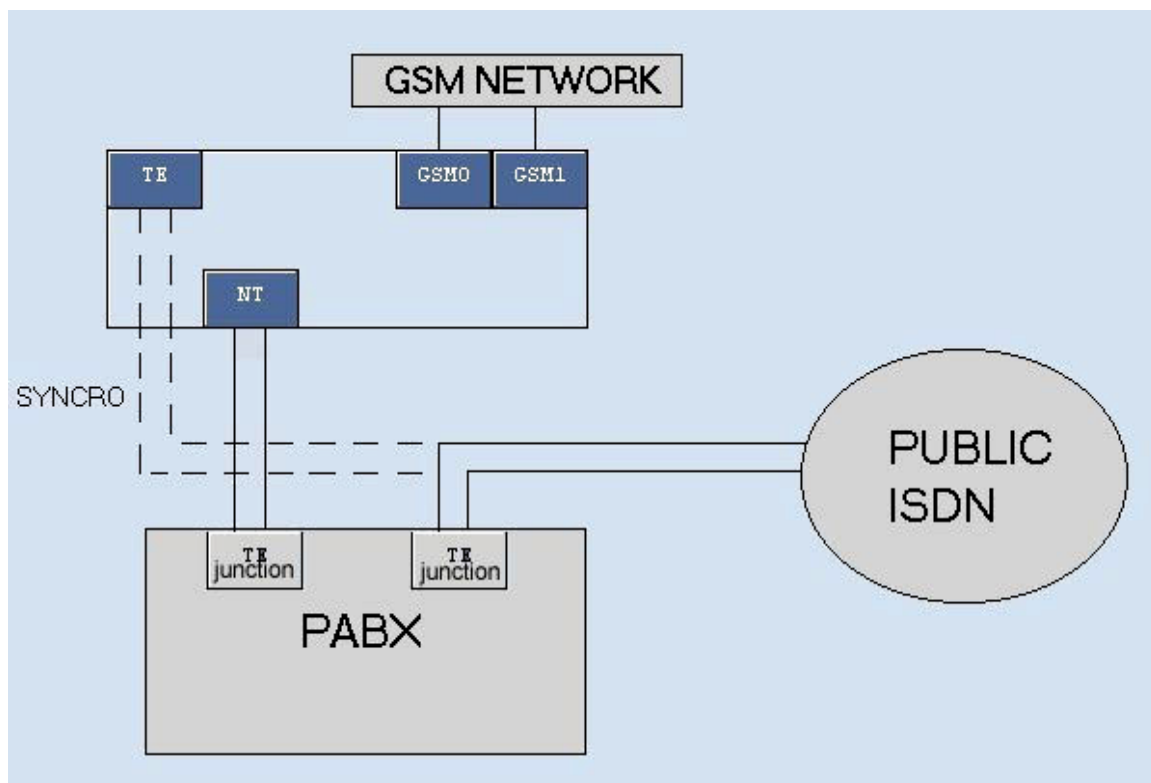 GSM NETWORK
TE
GSM0
GSM1
NT
SYNCRO
PUBLIC
ISDN
TE
junction
TE
junction
PABX